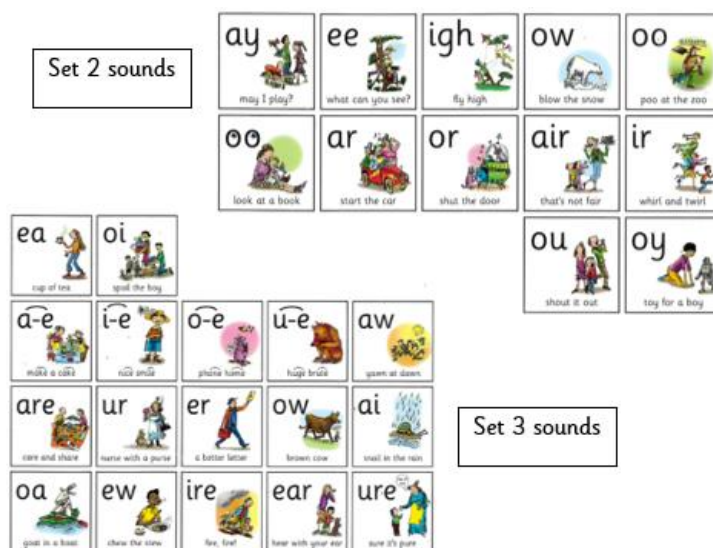 Set 2 sounds
ay ee igh ow oo
may I play? what can you see? fly high blow the snow poo at the zoo
oo ar or air ir
look at a book start the car shut the door that's not fair whirl and twirl
ou oy
shout it out toy for a boy
ea oi
cup of tea spoil the boy
a-e i-e o-e u-e aw
make a cake nice smile phone home huge brute yawn at dawn
are ur er ow ai
care and share nurse with a purse a better letter brown cow snail in the rain
Set 3 sounds
oa ew ire ear ure
goat in a boat chew the stew fire, fire! hear with your ear sure it's pure